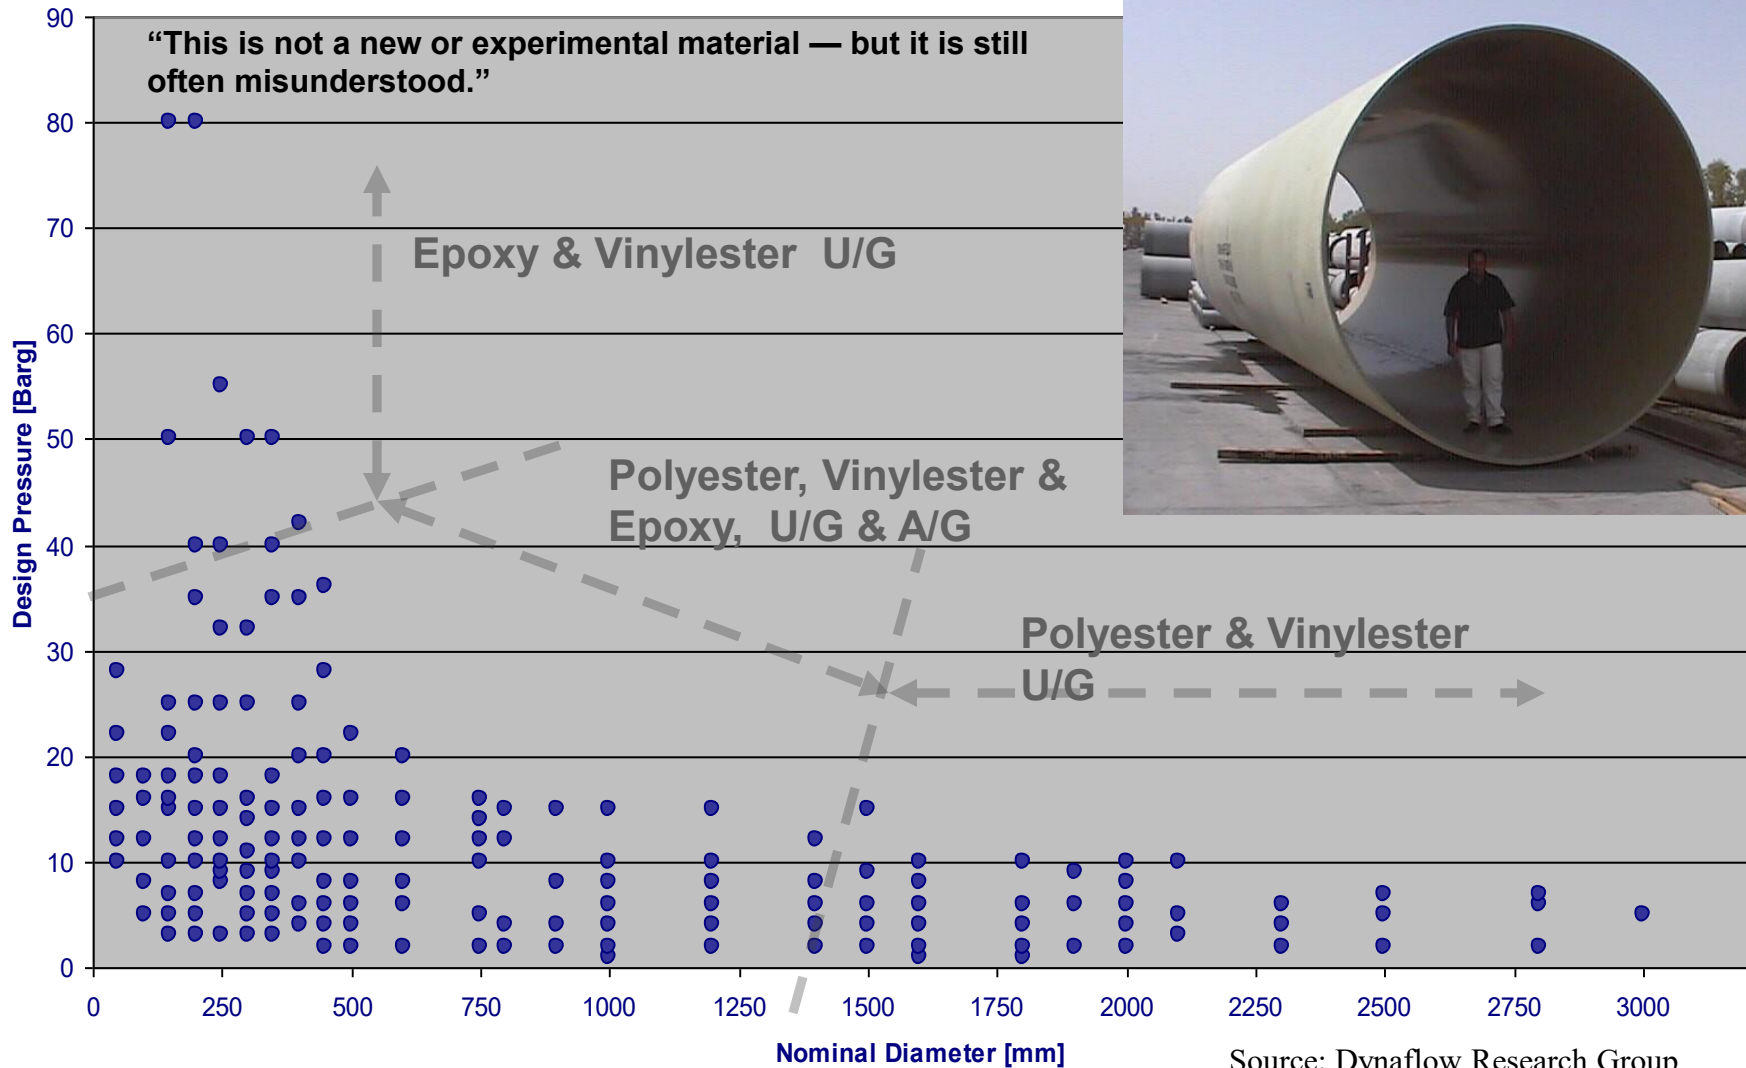 “This is not a new or experimental material — but it is still
often misunderstood.”
Epoxy & Vinylester U/G
Polyester, Vinylester &
Epoxy, U/G & A/G
Polyester & Vinylester
U/G
Design Pressure [Barg]
90
80
70
60
50
40
30
20
10
0
0 250 500 750 1000 1250 1500 1750 2000 2250 2500 2750 3000
Nominal Diameter [mm]
Source: Dynaflow Research Group